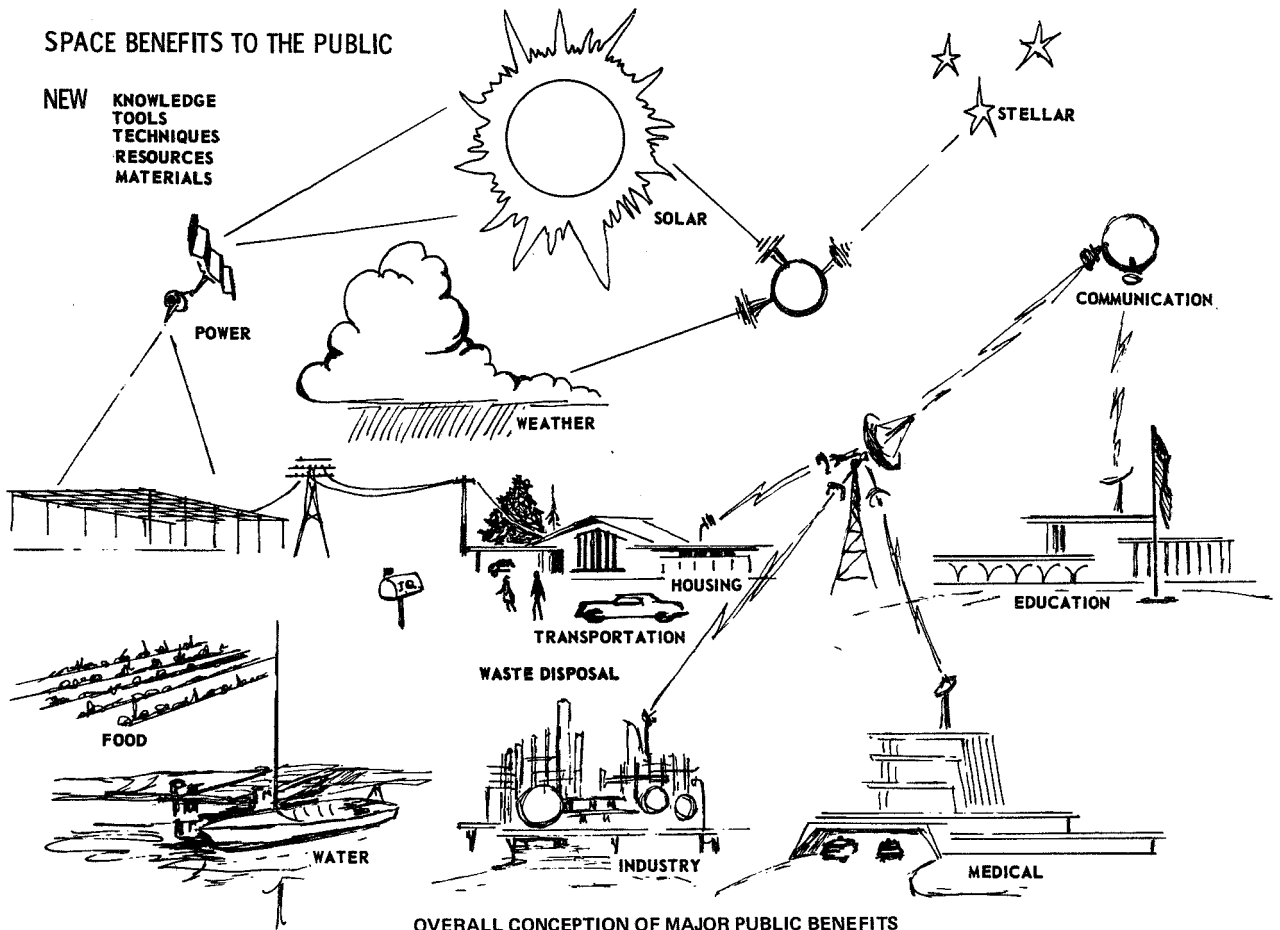 SPACE BENEFITS TO THE PUBLIC
NEW KNOWLEDGE
TOOLS
TECHNIQUES
RESOURCES
MATERIALS
STELLAR
SOLAR
COMMUNICATION
POWER
WEATHER
HOUSING
EDUCATION
TRANSPORTATION
WASTE DISPOSAL
FOOD
WATER
INDUSTRY
MEDICAL
OVERALL CONCEPTION OF MAJOR PUBLIC BENEFITS